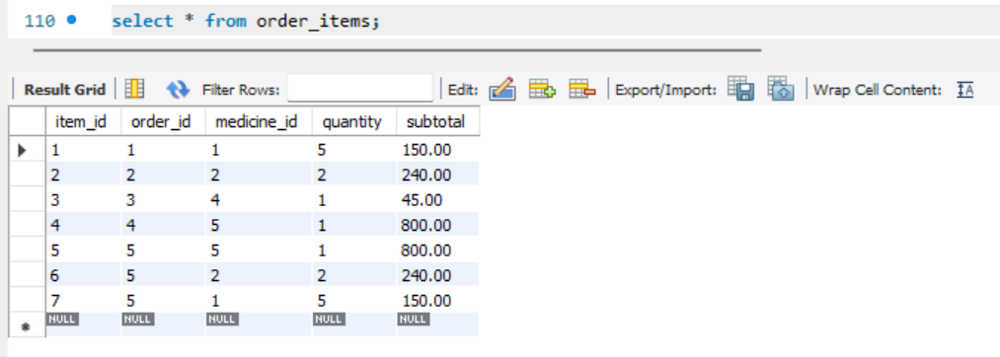 110 select * from order_items;
Result Grid Filter Rows: Edit: Export/Import: Wrap Cell Content: IA
item_id order_id medicine_id quantity subtotal
1 1 1 5 150.00
2 2 2 2 240.00
3 3 4 1 45.00
4 4 5 1 800.00
5 5 5 1 800.00
6 5 2 2 240.00
7 5 1 5 150.00
NULL NULL NULL NULL NULL